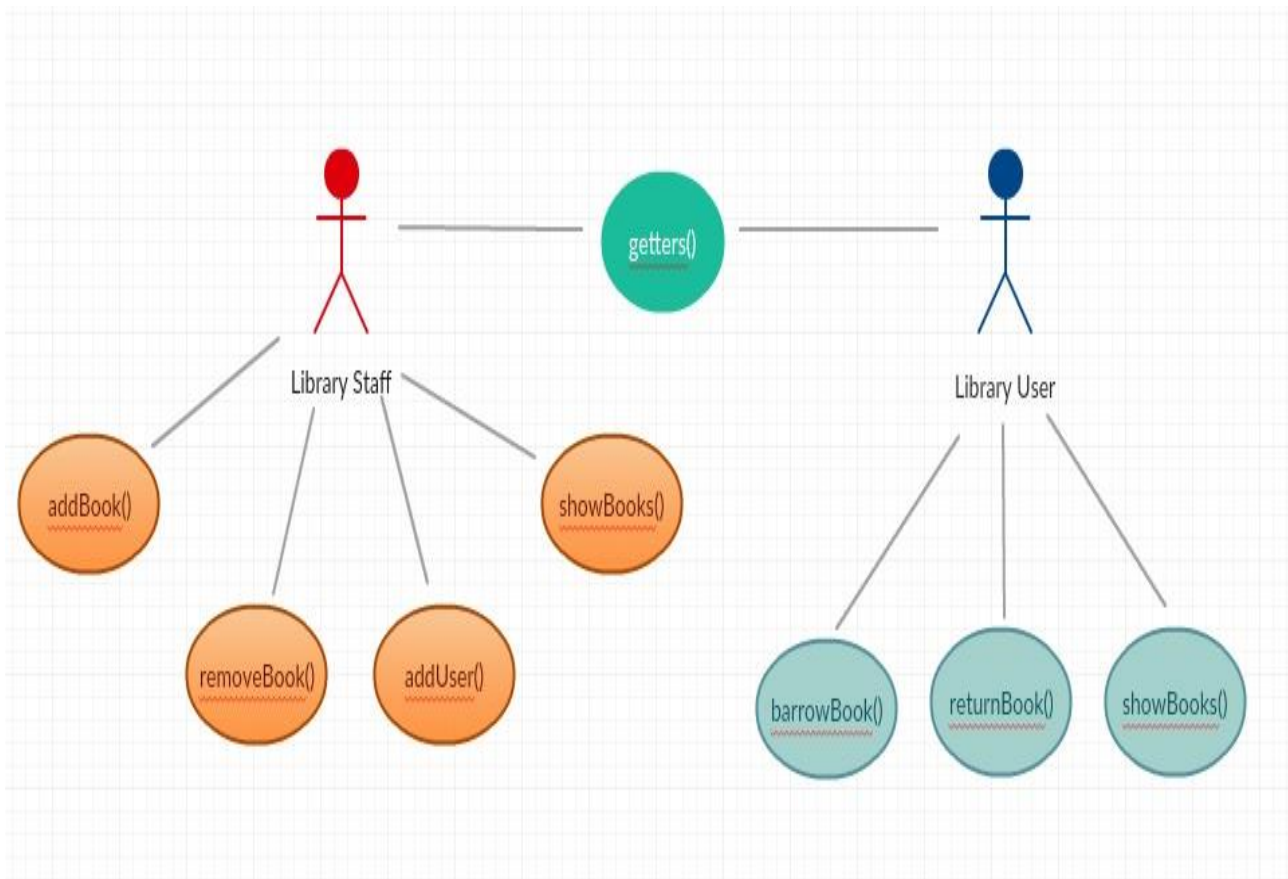 getters()
Library Staff
Library User
addBook()
showBooks()
removeBook()
addUser()
barrowBook()
returnBook()
showBooks()